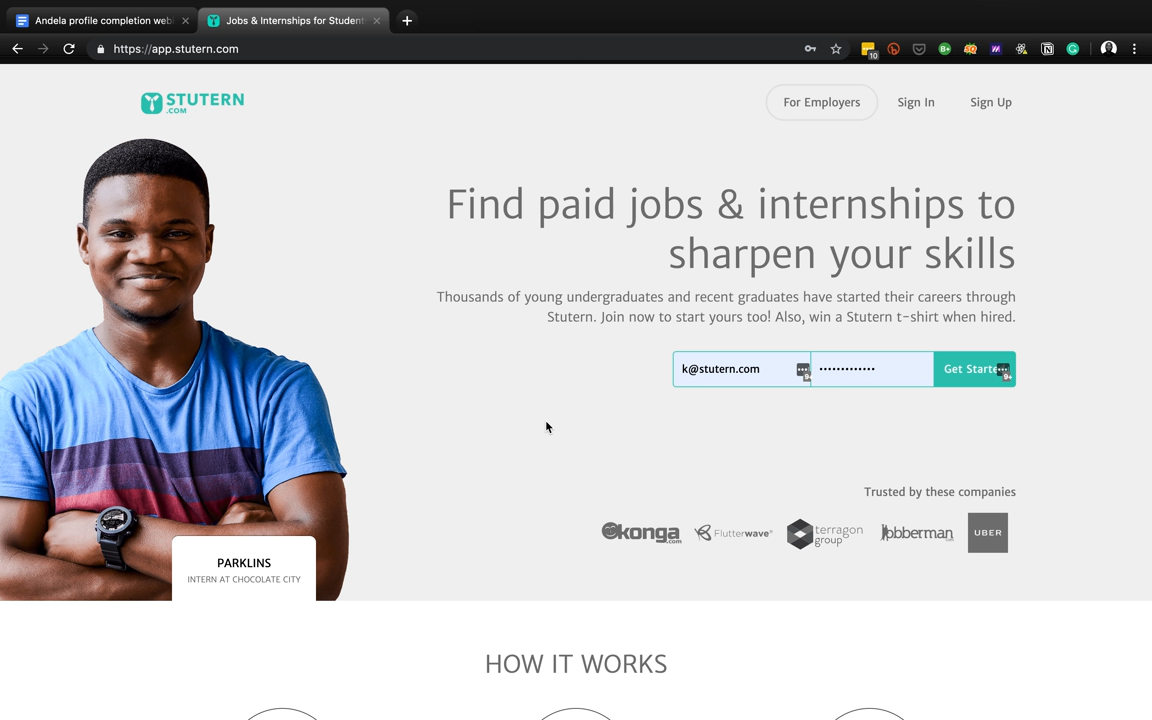 Andela profile completion web
Jobs & Internships for Student
https://app.stutern.com
10
STUTERN
.COM
For Employers
Sign In
Sign Up
Find paid jobs & internships to
sharpen your skills
Thousands of young undergraduates and recent graduates have started their careers through
Stutern. Join now to start yours too! Also, win a Stutern t-shirt when hired.
k@stutern.com
9+
•••••••••••••
Get Starte
9+
Trusted by these companies
konga
.com
Flutterwave
terragon
group
Jobberman
UBER
PARKLINS
INTERN AT CHOCOLATE CITY
HOW IT WORKS